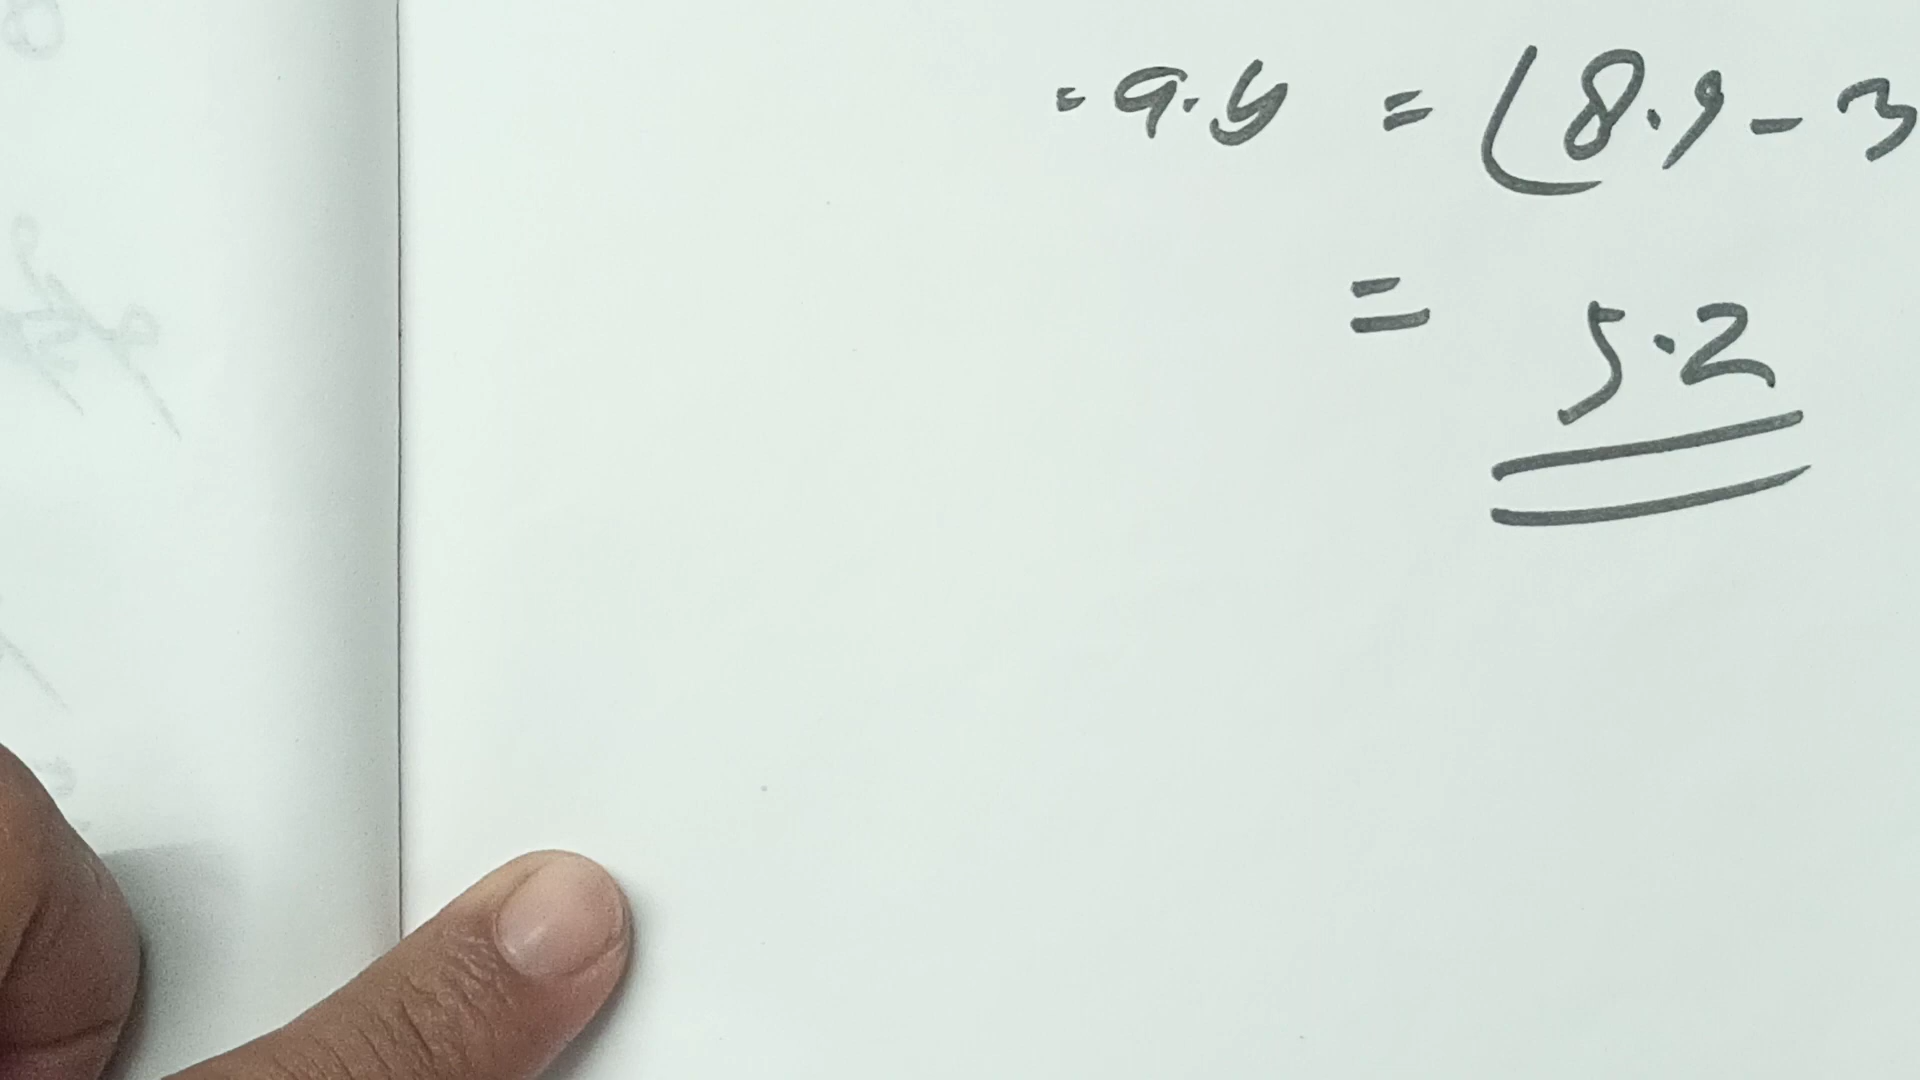 = 9.4 = (8.9 - 3
= 5.2